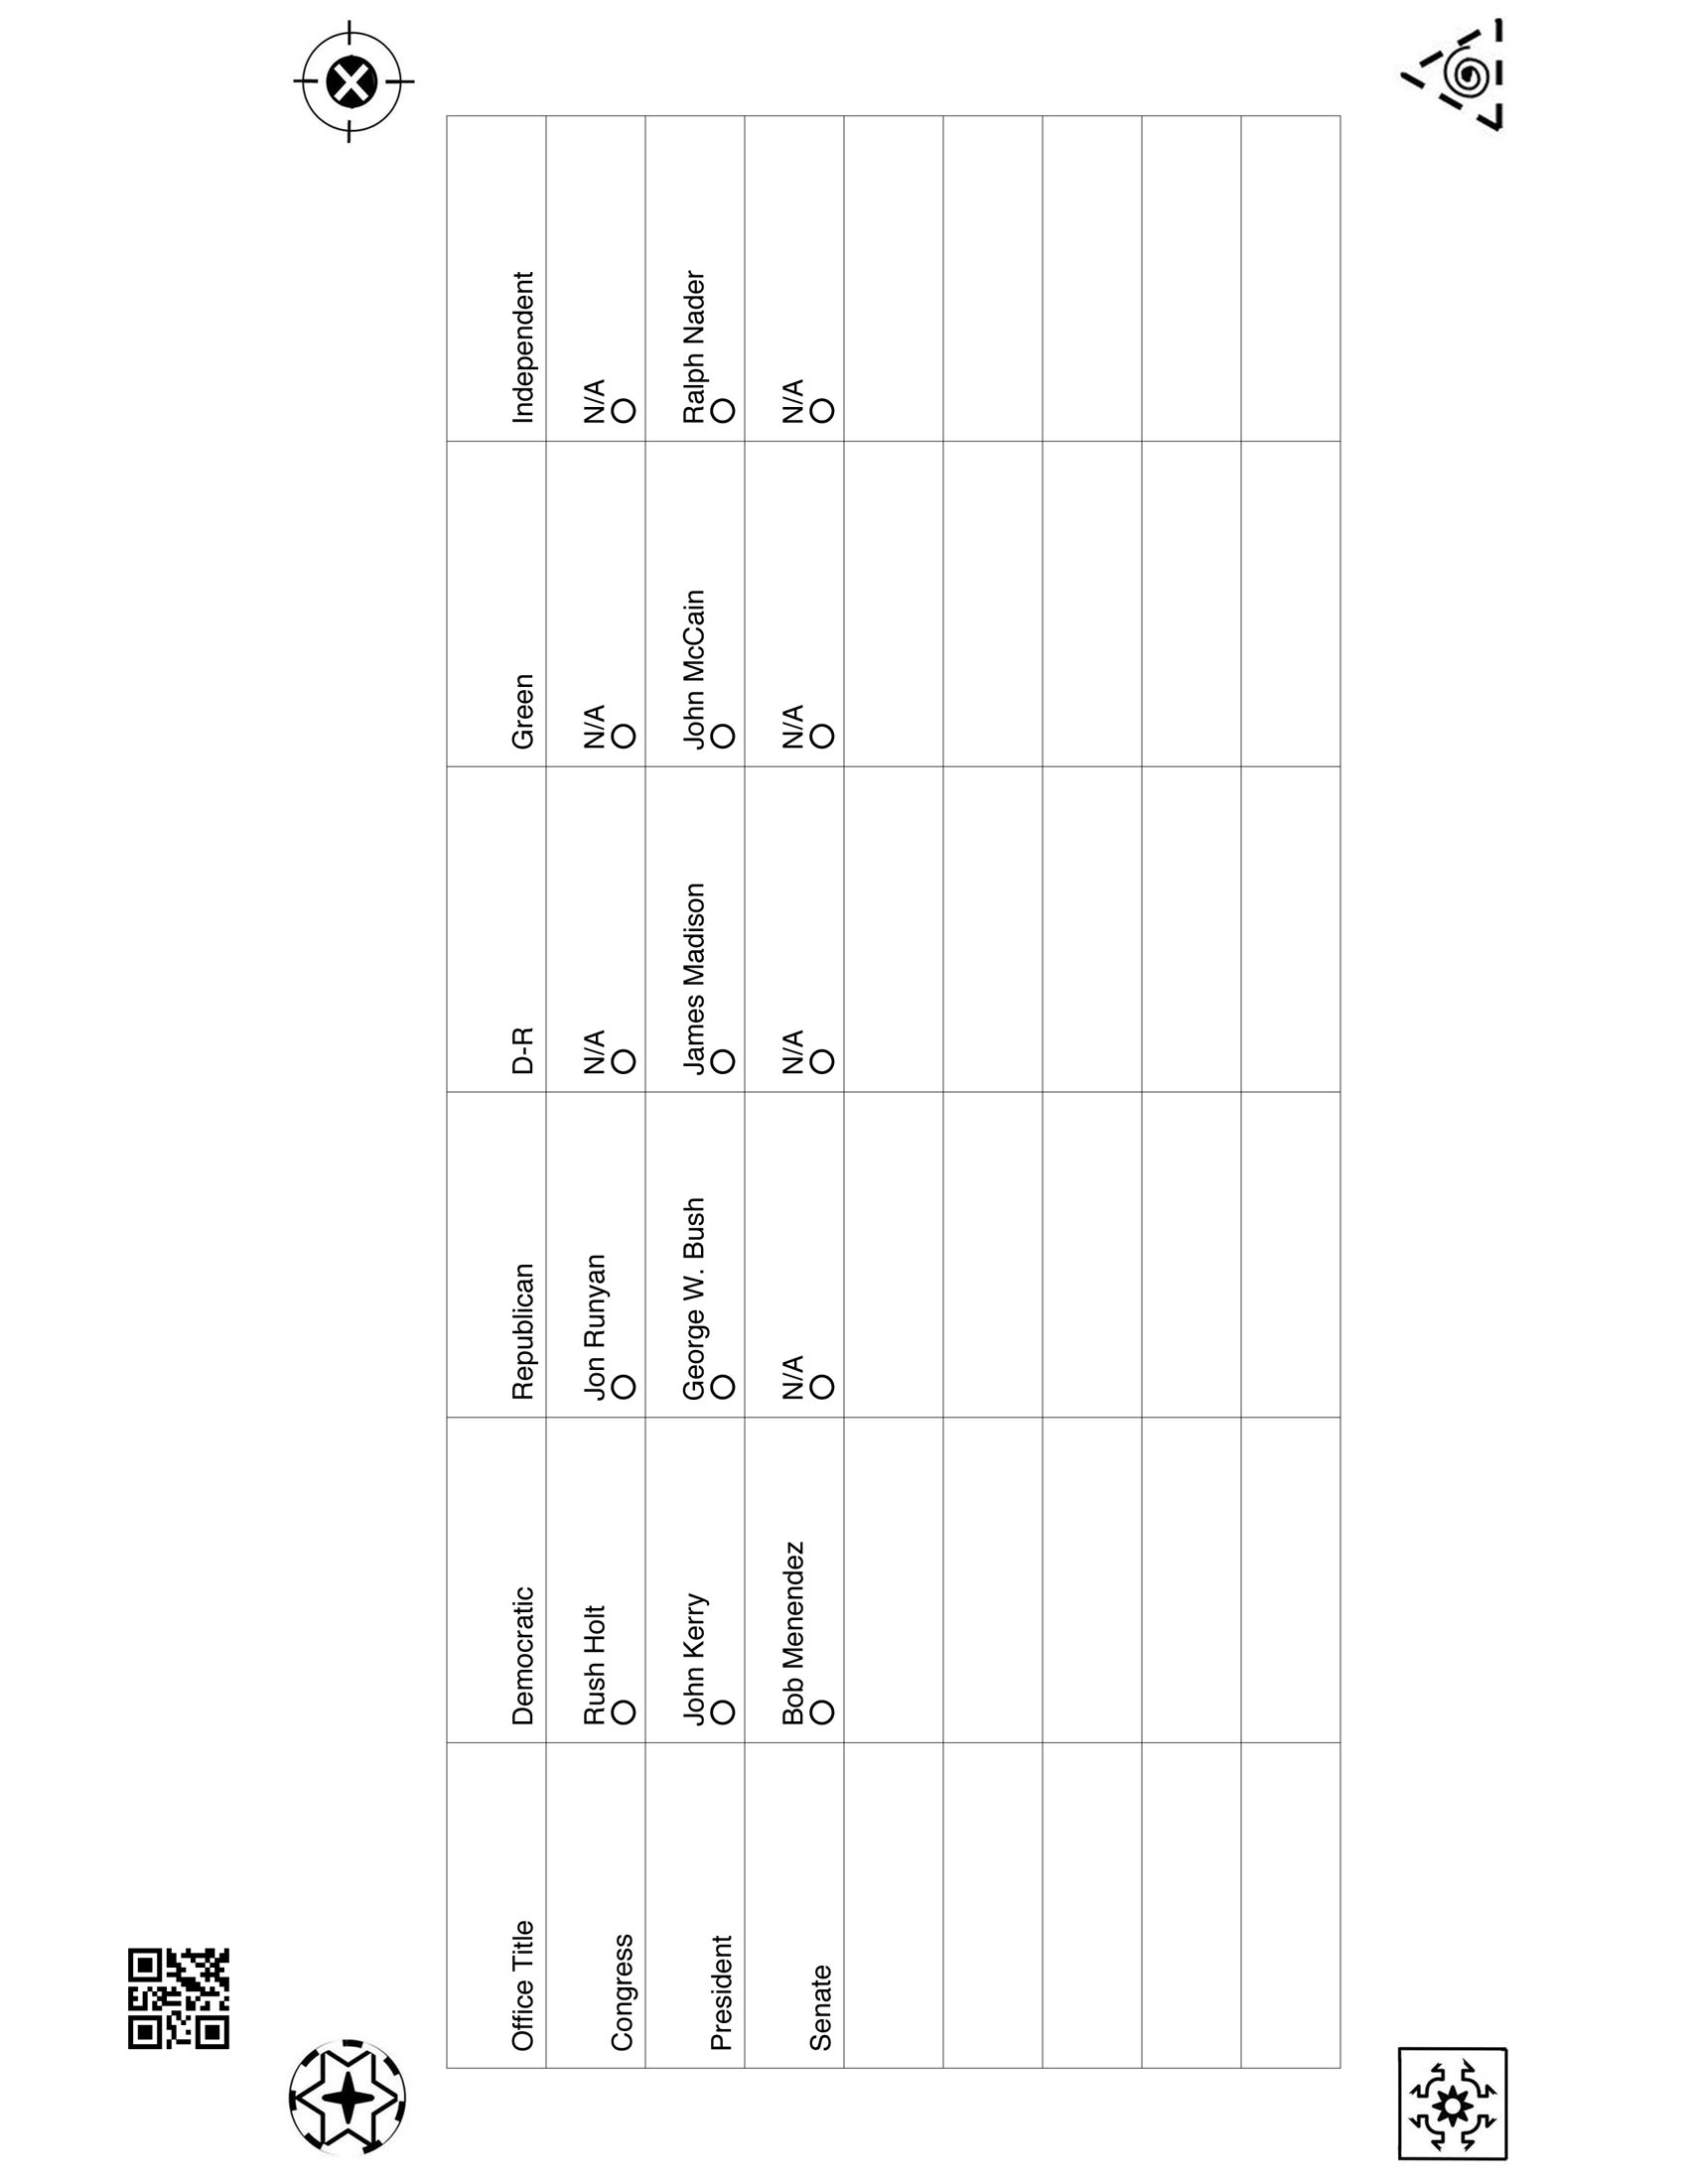 Office Title Democratic Republican D-R Green Independent
Rush Holt Jon Runyan N/A N/A N/A
Congress
John Kerry George W. Bush James Madison John McCain Ralph Nader
President
Bob Menendez N/A N/A N/A N/A
Senate